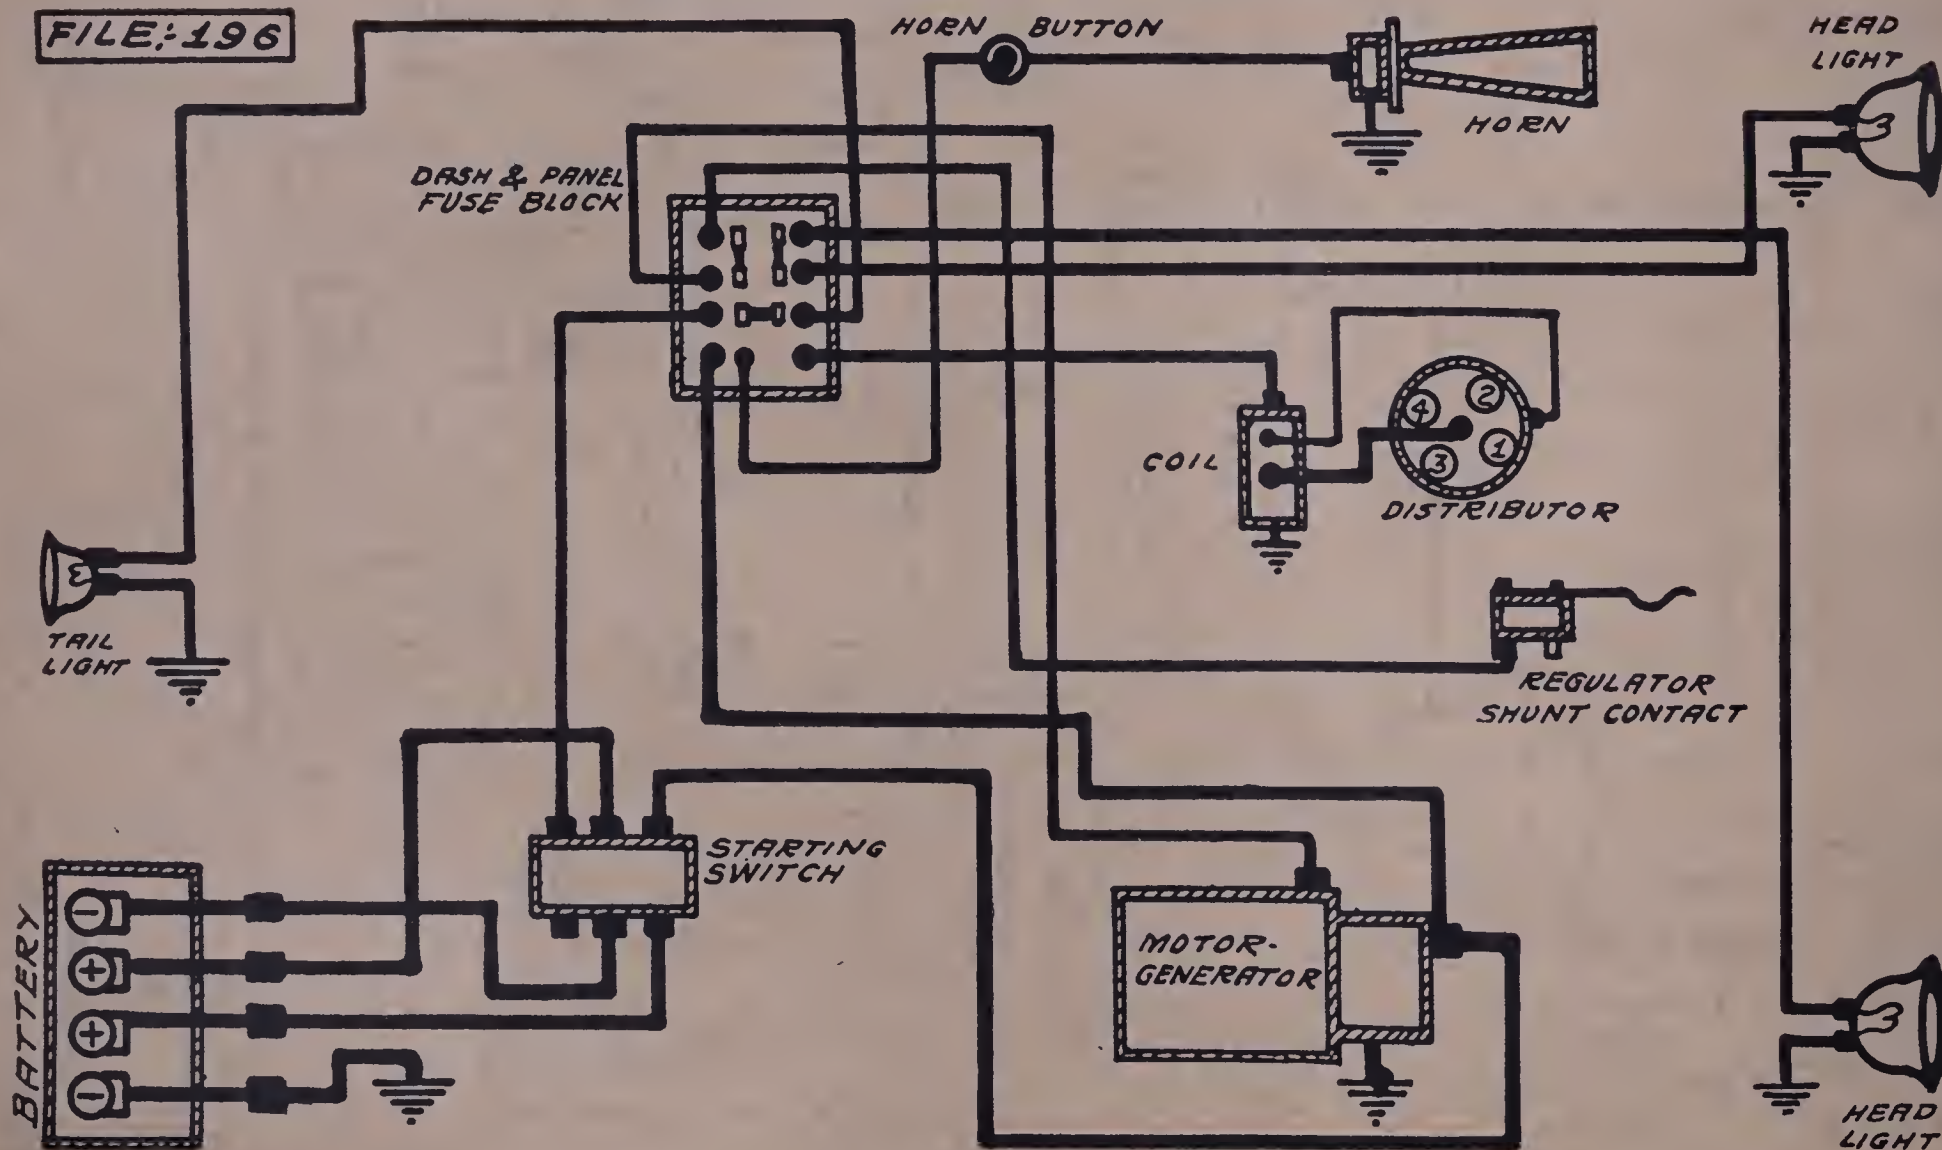 FILE:-196
HORN BUTTON
HEAD
LIGHT
HORN
DASH & PANEL
FUSE BLOCK
4
2
1
3
COIL
DISTRIBUTOR
TAIL
LIGHT
REGULATOR
SHUNT CONTACT
STARTING
SWITCH
BATTERY
-
+
+
-
MOTOR-
GENERATOR
HEAD
LIGHT